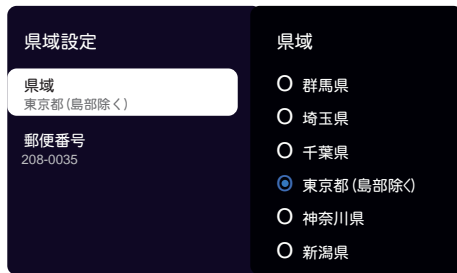 県域設定
県域
東京都(島部除く)
郵便番号
208-0035
県域
群馬県
埼玉県
千葉県
東京都(島部除く)
神奈川県
新潟県